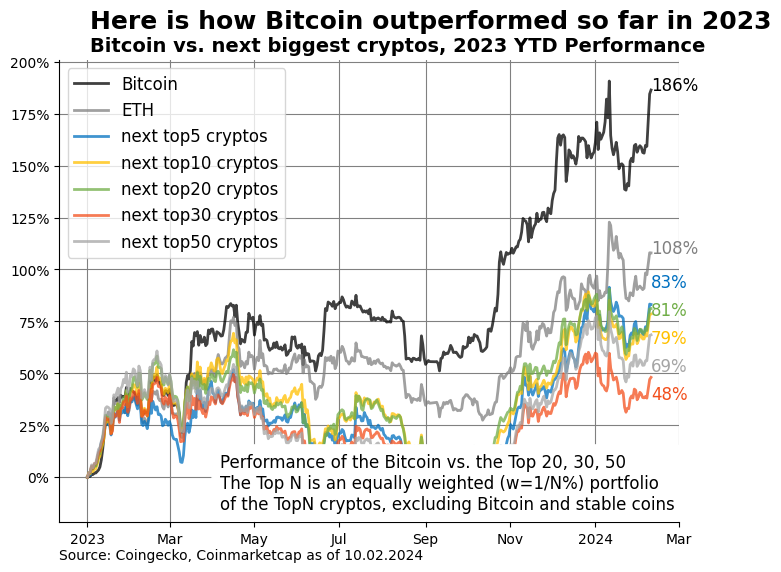 Here is how Bitcoin outperformed so far in 2023
Bitcoin vs. next biggest cryptos, 2023 YTD Performance
200%
175%
150%
125%
100%
75%
50%
25%
0%
Bitcoin
ETH
next top5 cryptos
next top10 cryptos
next top20 cryptos
next top30 cryptos
next top50 cryptos
186%
108%
83%
81%
79%
69%
48%
Performance of the Bitcoin vs. the Top 20, 30, 50
The Top N is an equally weighted (w=1/N%) portfolio
of the TopN cryptos, excluding Bitcoin and stable coins
2023 Mar May Jul Sep Nov 2024 Mar
Source: Coingecko, Coinmarketcap as of 10.02.2024